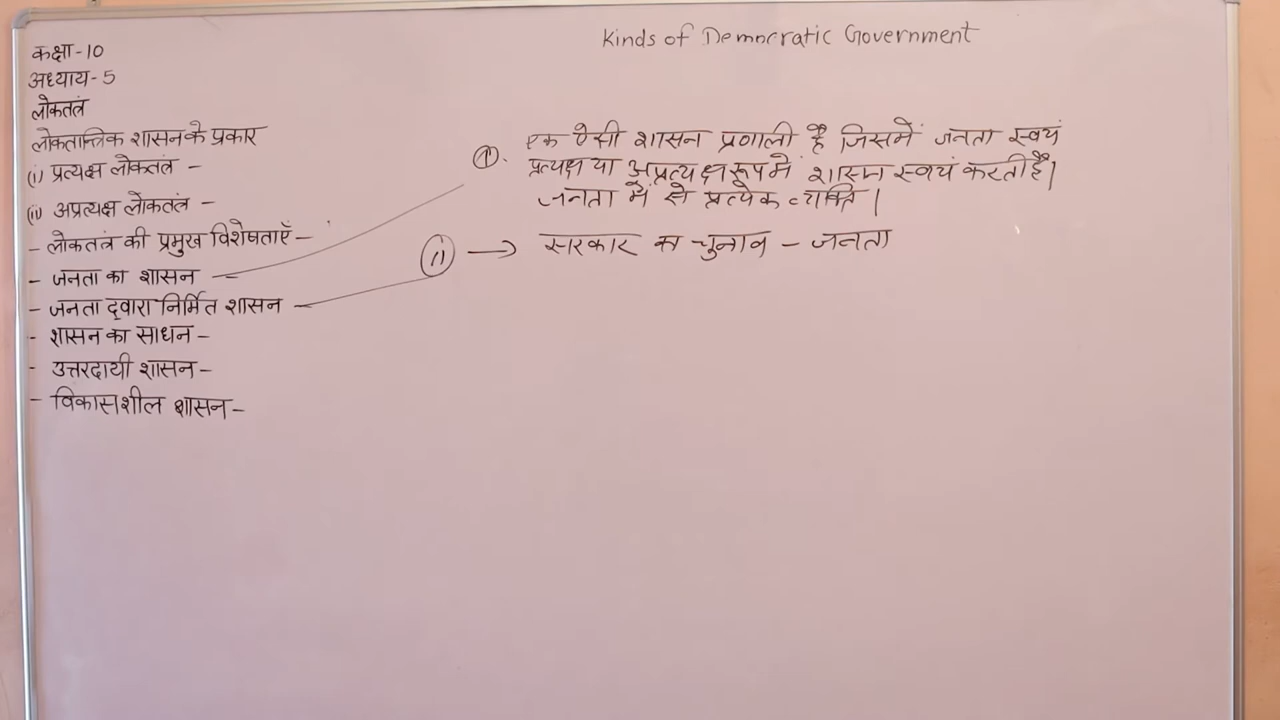 Kinds of Democratic Government
कक्षा-10
अध्याय-5
लोकतंत्र
लोकतान्त्रिक शासन के प्रकार
(i) प्रत्यक्ष लोकतंत्र -
(ii) अप्रत्यक्ष लोकतंत्र -
- लोकतंत्र की प्रमुख विशेषताएँ -
- जनता का शासन -
- जनता द्वारा निर्मित शासन -
- शासन का साधन -
- उत्तरदायी शासन -
- विकासशील शासन -
एक ऐसी शासन प्रणाली है जिसमें जनता स्वयं
प्रत्यक्ष या अप्रत्यक्ष रूप में शासन स्वयं करती है।
जनता में से प्रत्येक व्यक्ति।
(ii) → सरकार का चुनाव - जनता